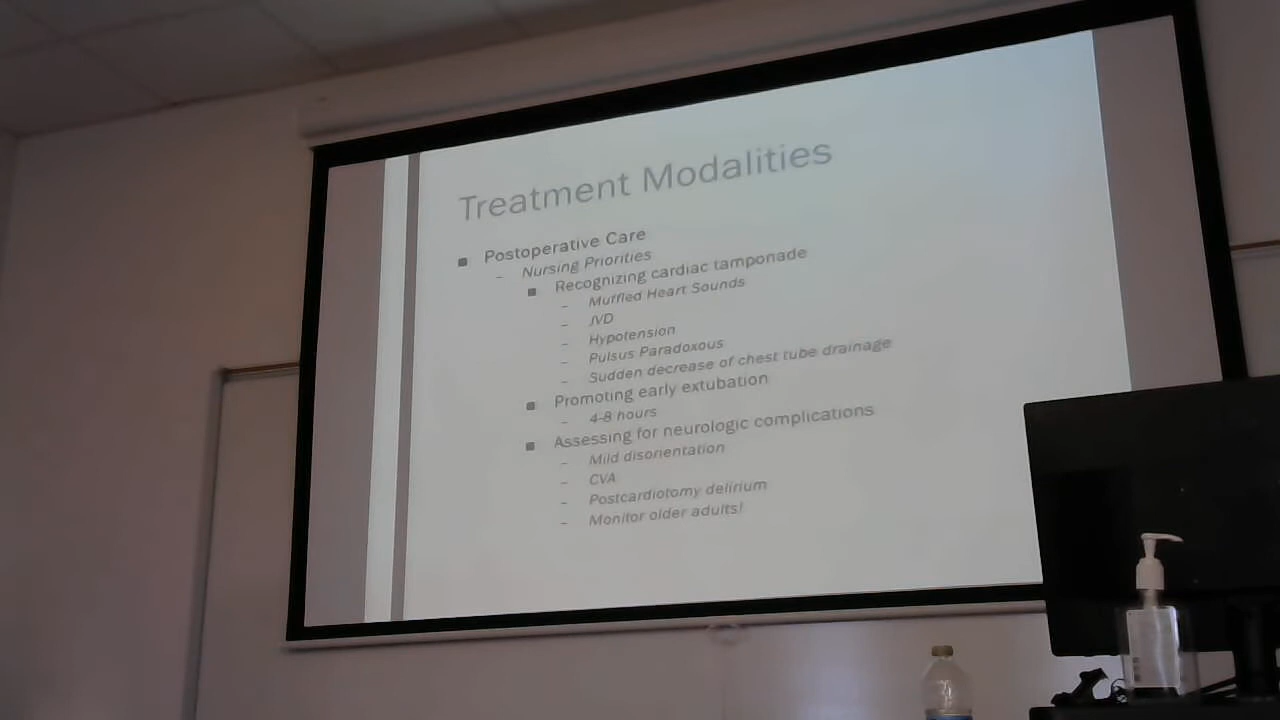 Treatment Modalities
Postoperative Care
Nursing Priorities
Recognizing cardiac tamponade
Muffled Heart Sounds
JVD
Hypotension
Pulsus Paradoxous
Sudden decrease of chest tube drainage
Promoting early extubation
4-8 hours
Assessing for neurologic complications
Mild disorientation
CVA
Postcardiotomy delirium
Monitor older adults!